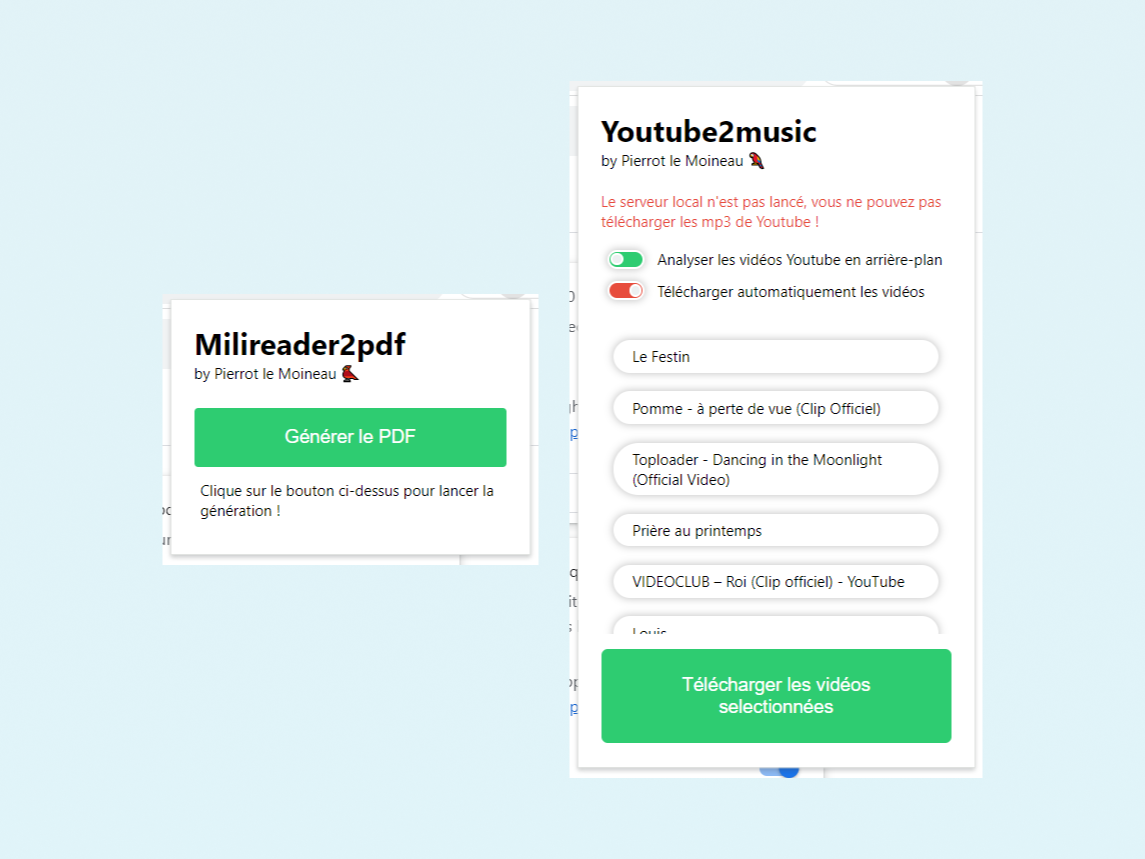 Milireader2pdf
by Pierrot le Moineau
Générer le PDF
Clique sur le bouton ci-dessus pour lancer la
génération !
Youtube2music
by Pierrot le Moineau
Le serveur local n'est pas lancé, vous ne pouvez pas
télécharger les mp3 de Youtube !
Analyser les vidéos Youtube en arrière-plan
Télécharger automatiquement les vidéos
Le Festin
Pomme - à perte de vue (Clip Officiel)
Toploader - Dancing in the Moonlight
(Official Video)
Prière au printemps
VIDEOCLUB – Roi (Clip officiel) - YouTube
Louis
Télécharger les vidéos
selectionnées